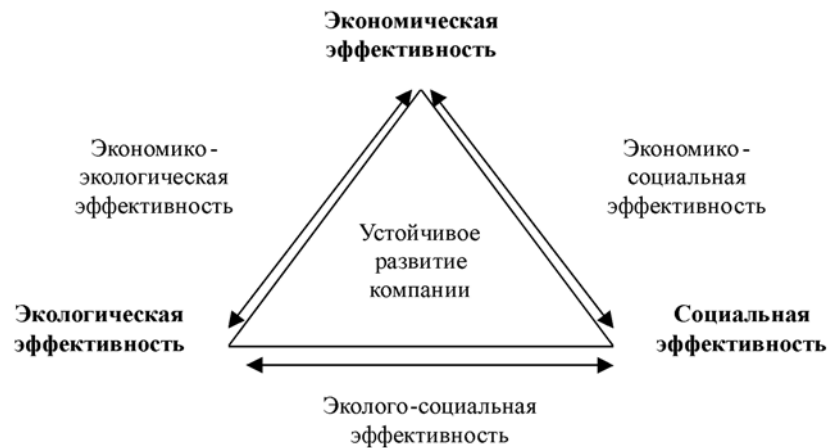 Экономическая
эффективность
Экономико-
экологическая
эффективность
Экономико-
социальная
эффективность
Устойчивое
развитие
компании
Экологическая
эффективность
Социальная
эффективность
Эколого-социальная
эффективность